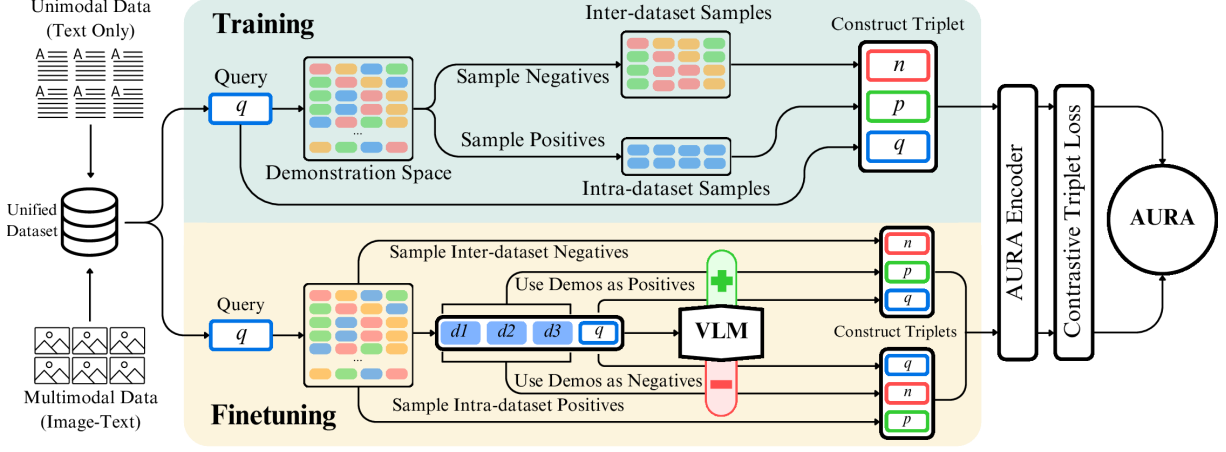 Unimodal Data
(Text Only)
A A A
A A A
Unified
Dataset
Multimodal Data
(Image-Text)
Training
Query
q
...
Demonstration Space
Sample Negatives
Sample Positives
Inter-dataset Samples
Intra-dataset Samples
Construct Triplet
n
p
q
Finetuning
Query
q
...
Sample Inter-dataset Negatives
Use Demos as Positives
d1 d2 d3 q
VLM
Use Demos as Negatives
Sample Intra-dataset Positives
n
p
q
Construct Triplets
q
n
p
AURA Encoder
Contrastive Triplet Loss
AURA